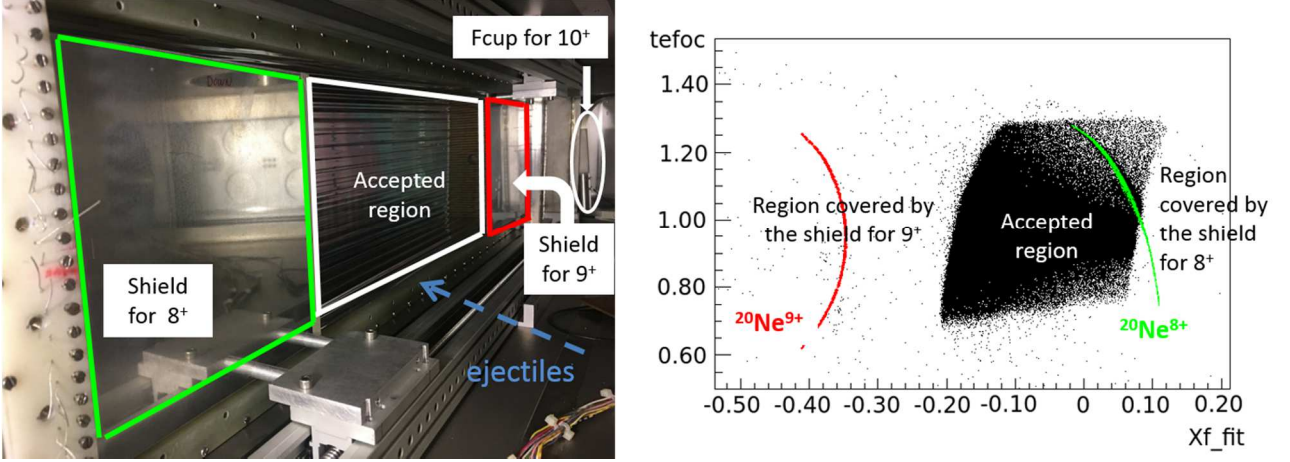 Fcup for 10⁺
Accepted
region
Shield
for 9⁺
Shield
for 8⁺
ejectiles
tefoc
1.40
1.20
1.00
0.80
0.60
Region covered by
the shield for 9⁺
Accepted
region
Region
covered by
the shield
for 8⁺
²⁰Ne⁹⁺
²⁰Ne⁸⁺
-0.50 -0.40 -0.30 -0.20 -0.10 0 0.10 0.20
Xf_fit